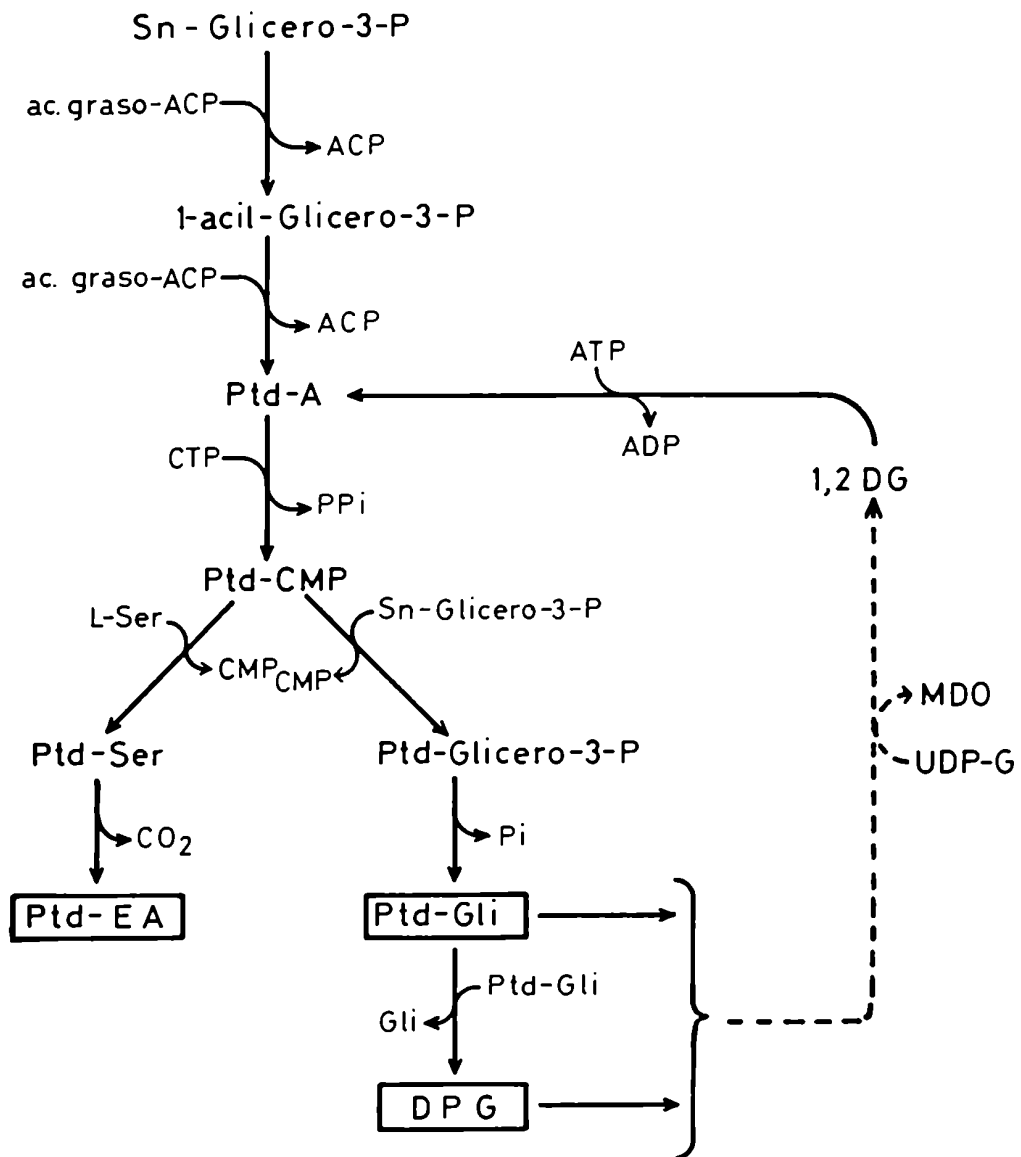 Sn-Glicero-3-P
ac. graso-ACP
ACP
1-acil-Glicero-3-P
ac. graso-ACP
ACP
ATP
Ptd-A
ADP
CTP
1,2 DG
PPi
Ptd-CMP
L-Ser
Sn-Glicero-3-P
CMP
CMP
MDO
Ptd-Ser
Ptd-Glicero-3-P
UDP-G
CO2
Pi
Ptd-EA
Ptd-Gli
Ptd-Gli
Gli
DPG